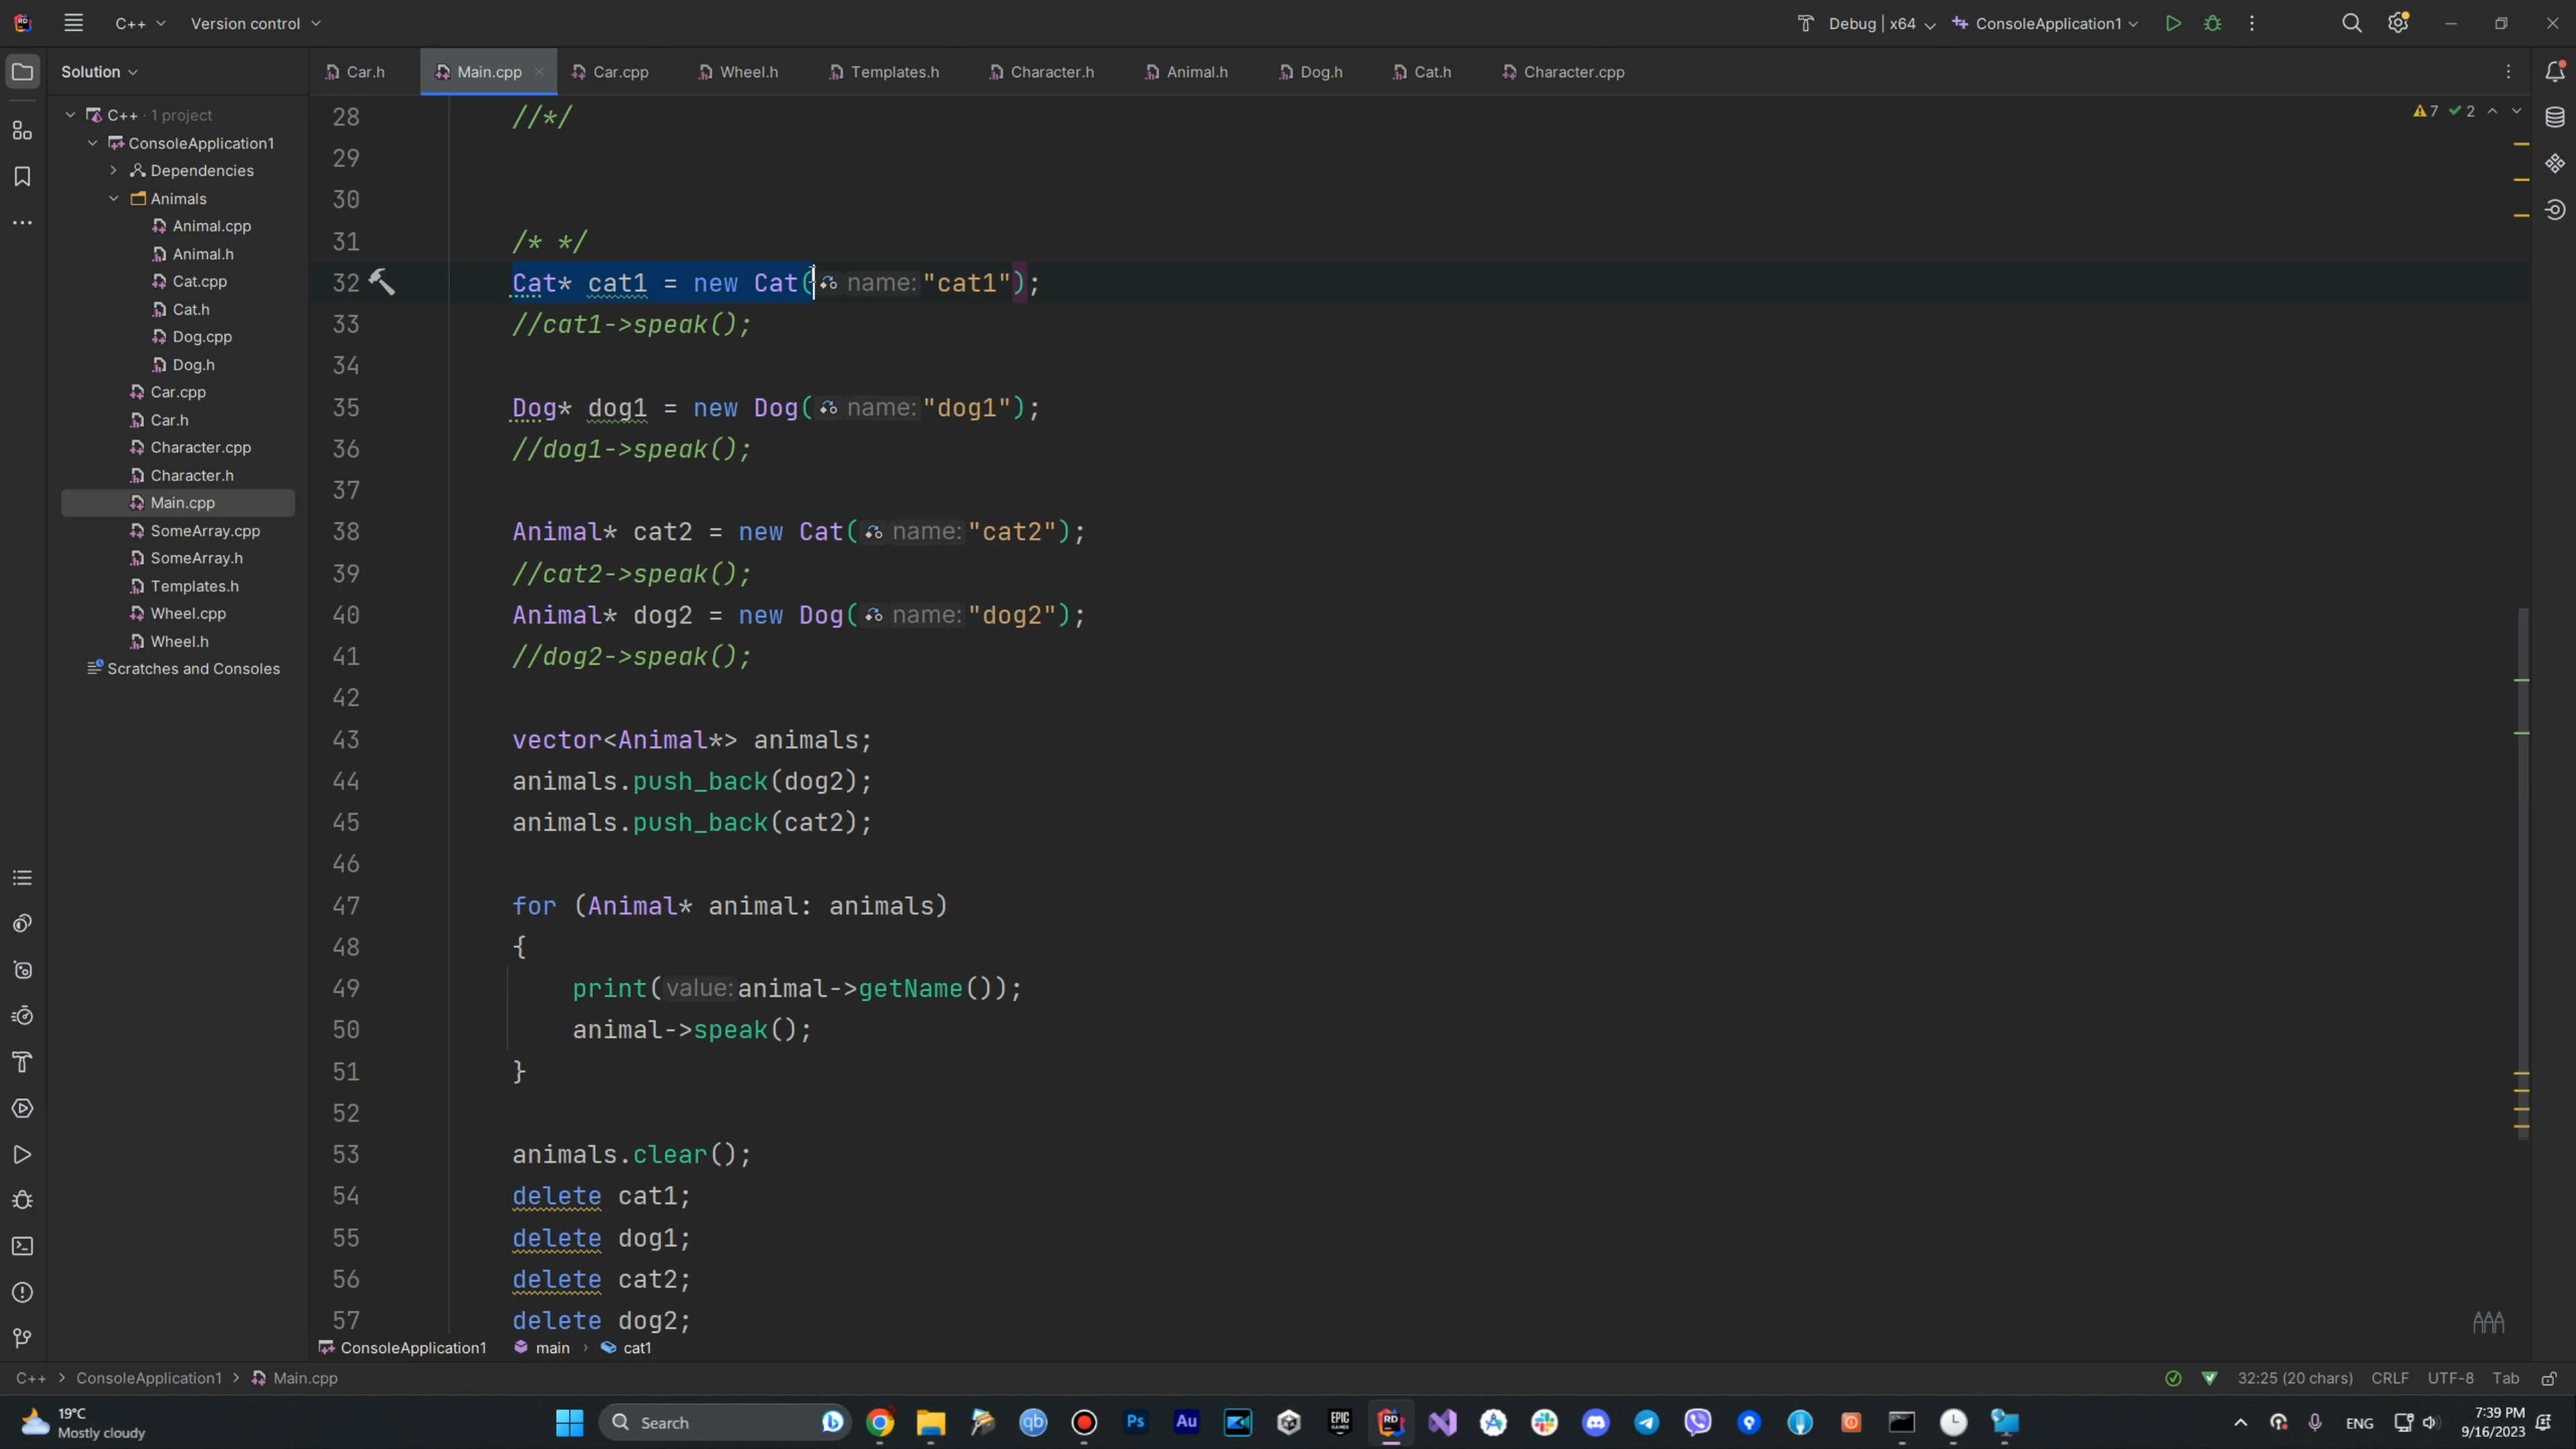 C++
Version control
Debug | x64
ConsoleApplication1
Solution
Car.h
Main.cpp
Car.cpp
Wheel.h
Templates.h
Character.h
Animal.h
Dog.h
Cat.h
Character.cpp
C++ · 1 project
ConsoleApplication1
Dependencies
Animals
Animal.cpp
Animal.h
Cat.cpp
Cat.h
Dog.cpp
Dog.h
Car.cpp
Car.h
Character.cpp
Character.h
Main.cpp
SomeArray.cpp
SomeArray.h
Templates.h
Wheel.cpp
Wheel.h
Scratches and Consoles
7 2
28 //*/
29
30
31 /* */
32 Cat* cat1 = new Cat( name: "cat1");
33 //cat1->speak();
34
35 Dog* dog1 = new Dog( name: "dog1");
36 //dog1->speak();
37
38 Animal* cat2 = new Cat( name: "cat2");
39 //cat2->speak();
40 Animal* dog2 = new Dog( name: "dog2");
41 //dog2->speak();
42
43 vector<Animal*> animals;
44 animals.push_back(dog2);
45 animals.push_back(cat2);
46
47 for (Animal* animal: animals)
48 {
49 print( value: animal->getName());
50 animal->speak();
51 }
52
53 animals.clear();
54 delete cat1;
55 delete dog1;
56 delete cat2;
57 delete dog2;
ConsoleApplication1 main › cat1
C++ > ConsoleApplication1 > Main.cpp
32:25 (20 chars) CRLF UTF-8 Tab
19°C
Mostly cloudy
Search
qb
Ps
Au
EPIC
GAMES
RD
ENG
7:39 PM
9/16/2023